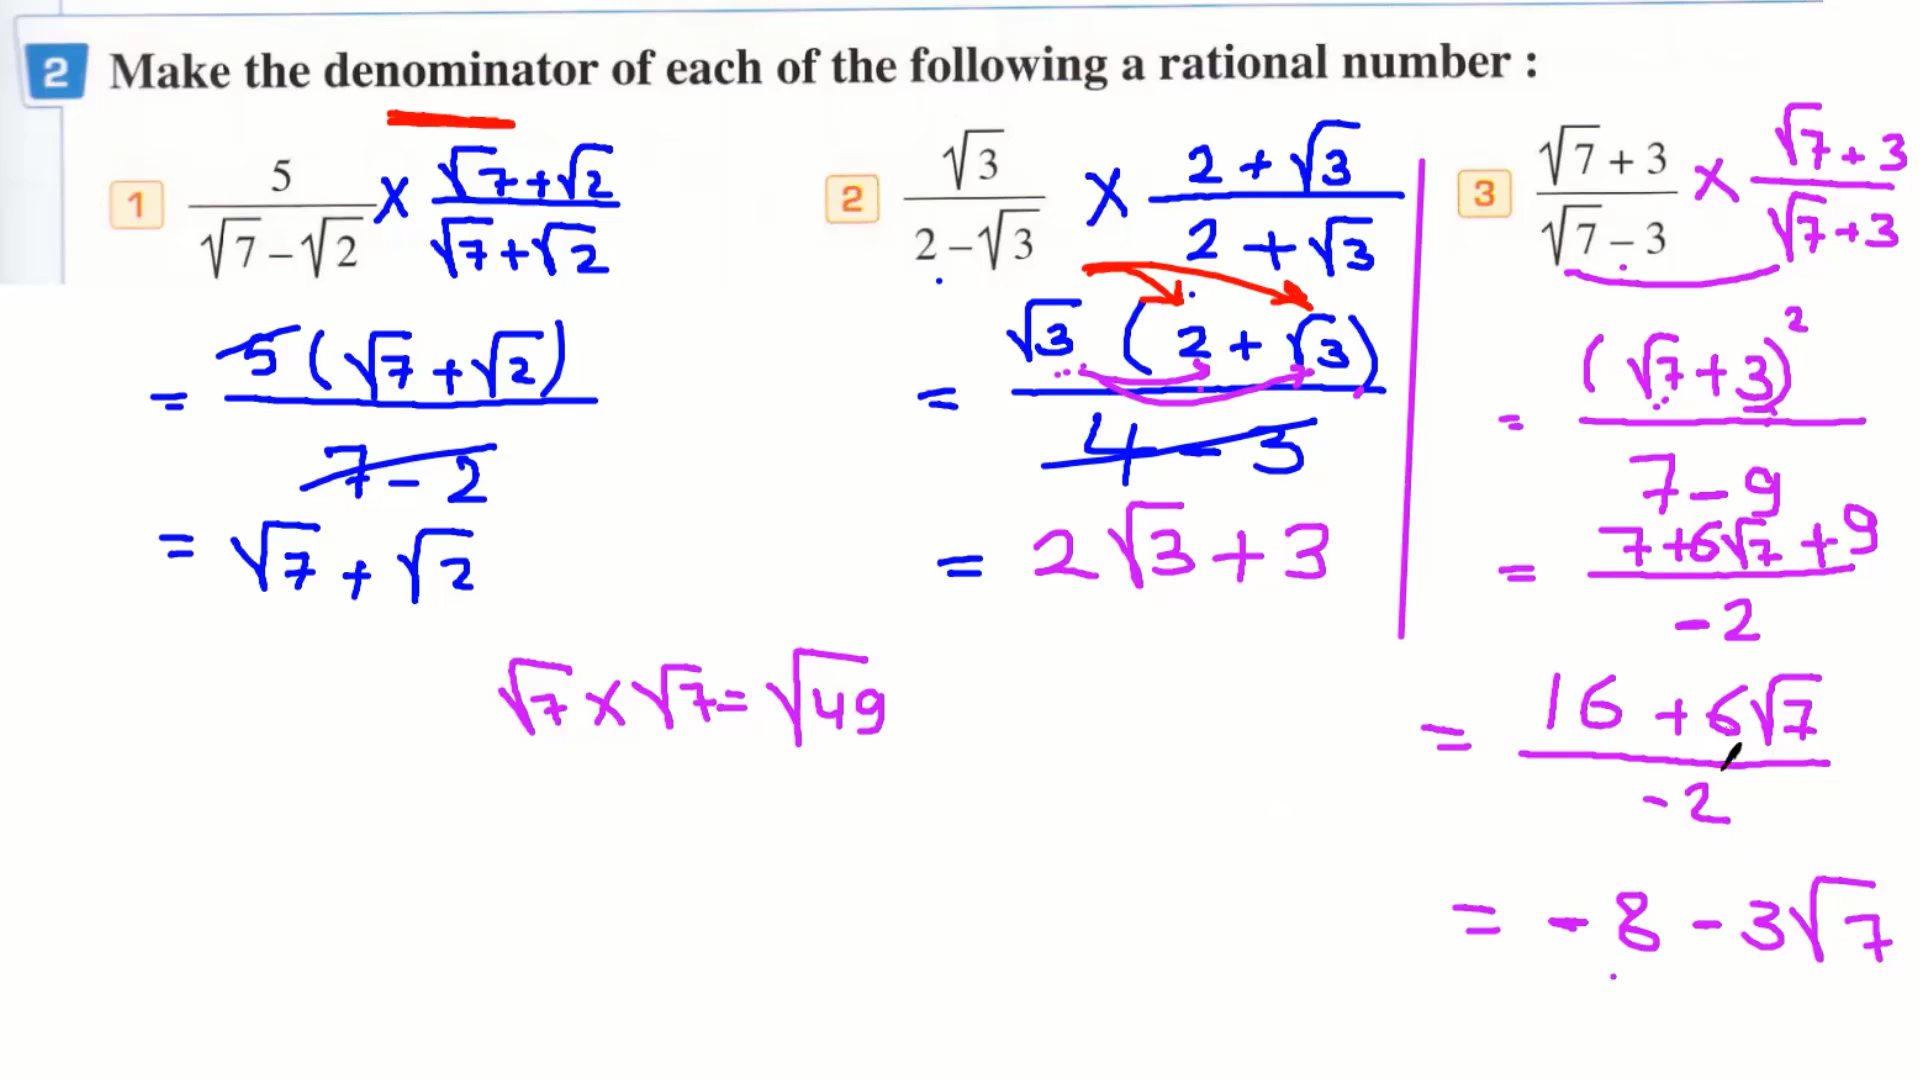 2 Make the denominator of each of the following a rational number :
1 5/(√7 – √2) × (√7 + √2)/(√7 + √2)
= 5(√7 + √2)/(7 – 2)
= √7 + √2
2 √3/(2 – √3) × (2 + √3)/(2 + √3)
= √3(2 + √3)/(4 – 3)
= 2√3 + 3
3 (√7 + 3)/(√7 – 3) × (√7 + 3)/(√7 + 3)
= (√7 + 3)²/(7 – 9)
= (7 + 6√7 + 9)/(–2)
= (16 + 6√7)/(–2)
= – 8 – 3√7
√7 × √7 = √49